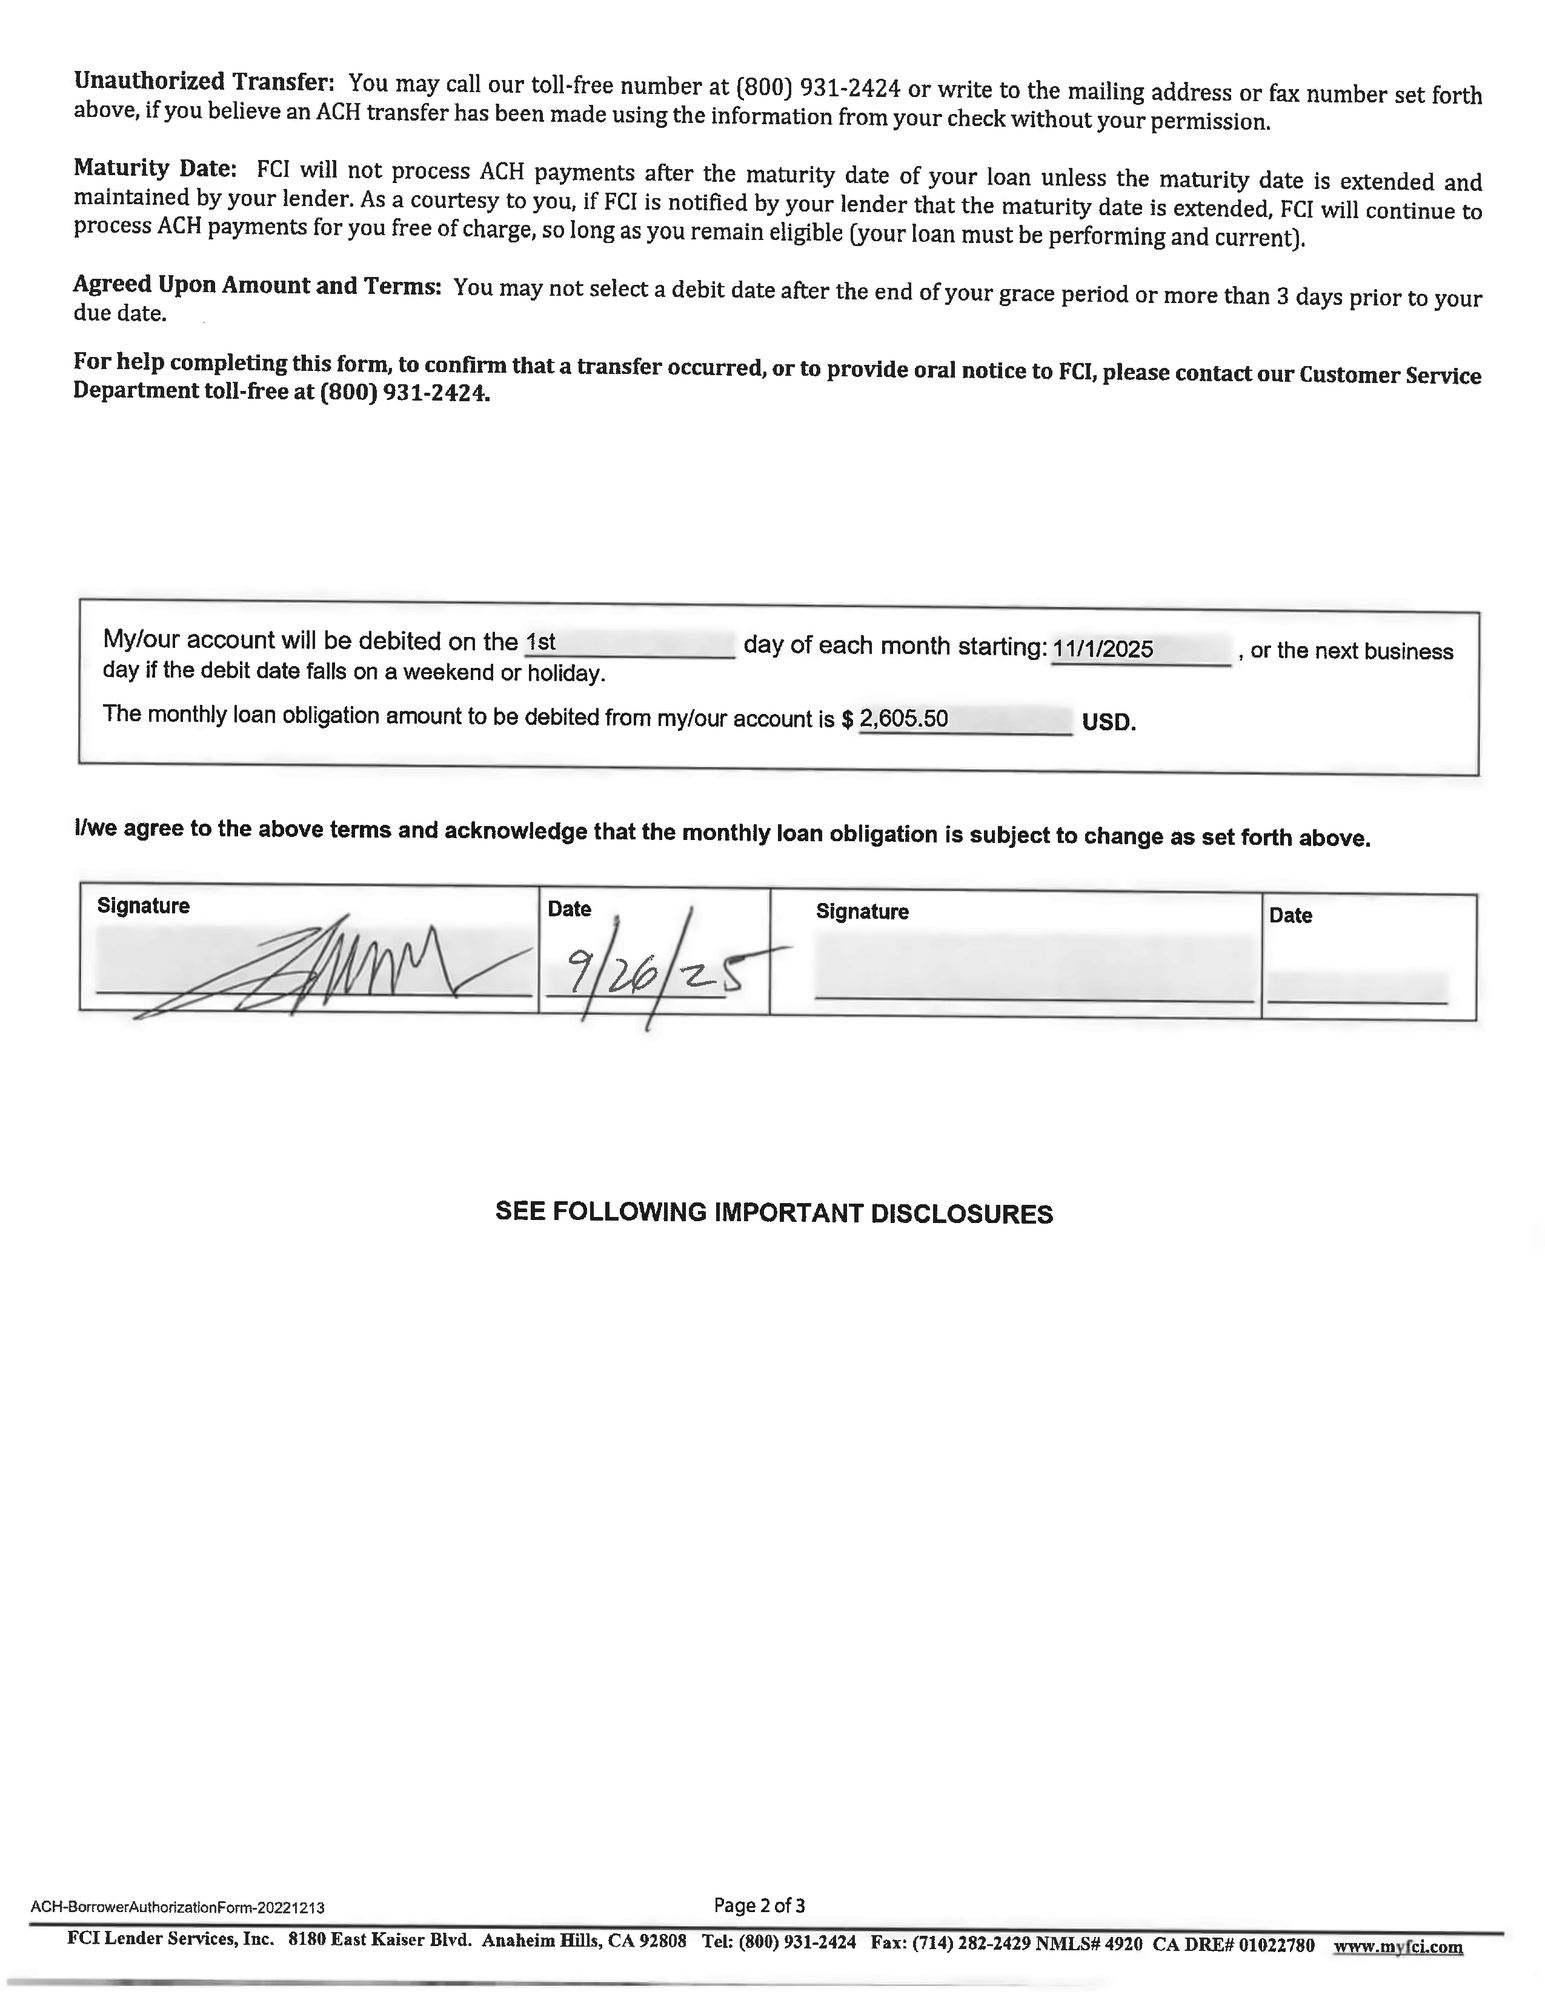 Unauthorized Transfer: You may call our toll-free number at (800) 931-2424 or write to the mailing address or fax number set forth
above, if you believe an ACH transfer has been made using the information from your check without your permission.
Maturity Date: FCI will not process ACH payments after the maturity date of your loan unless the maturity date is extended and
maintained by your lender. As a courtesy to you, if FCI is notified by your lender that the maturity date is extended, FCI will continue to
process ACH payments for you free of charge, so long as you remain eligible (your loan must be performing and current).
Agreed Upon Amount and Terms: You may not select a debit date after the end of your grace period or more than 3 days prior to your
due date.
For help completing this form, to confirm that a transfer occurred, or to provide oral notice to FCI, please contact our Customer Service
Department toll-free at (800) 931-2424.
My/our account will be debited on the 1st day of each month starting: 11/1/2025 , or the next business
day if the debit date falls on a weekend or holiday.
The monthly loan obligation amount to be debited from my/our account is $ 2,605.50 USD.
I/we agree to the above terms and acknowledge that the monthly loan obligation is subject to change as set forth above.
Signature Date Signature Date
9/26/25
SEE FOLLOWING IMPORTANT DISCLOSURES
ACH-BorrowerAuthorizationForm-20221213 Page 2 of 3
FCI Lender Services, Inc. 8180 East Kaiser Blvd. Anaheim Hills, CA 92808 Tel: (800) 931-2424 Fax: (714) 282-2429 NMLS# 4920 CA DRE# 01022780 www.myfci.com